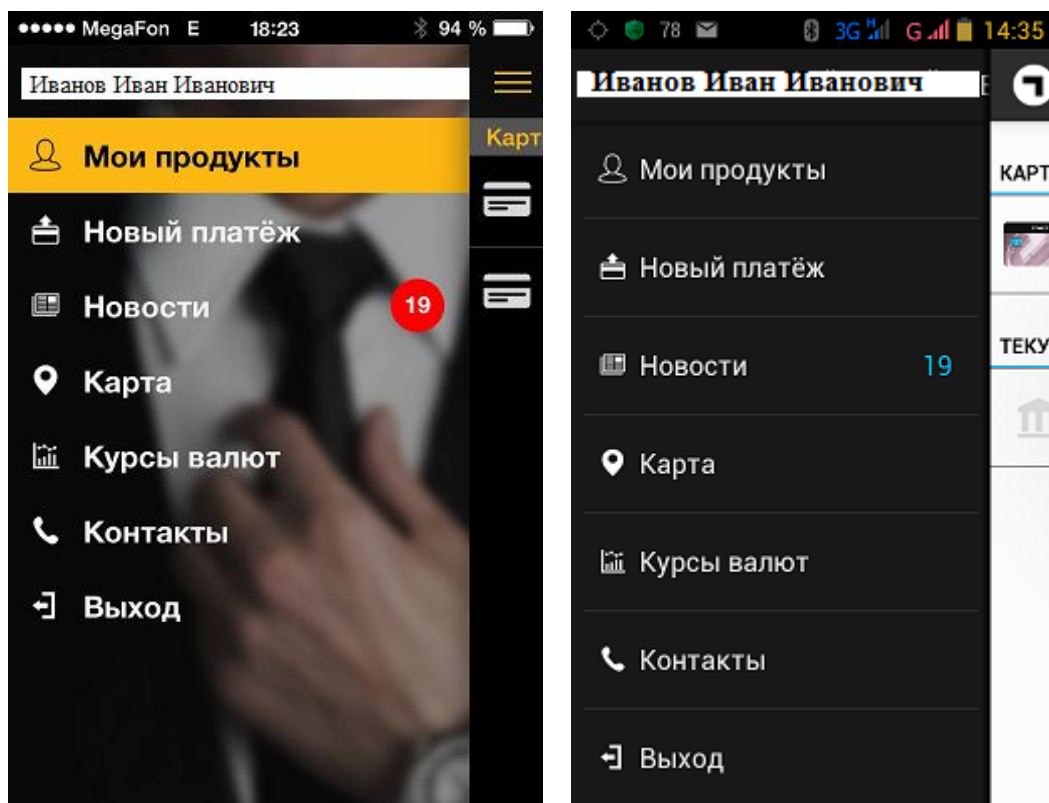 MegaFon E 18:23 94 %
Иванов Иван Иванович
Карт
Мои продукты
Новый платёж
Новости 19
Карта
Курсы валют
Контакты
Выход
78 3G H G 14:35
Иванов Иван Иванович
Мои продукты
КАРТ
Новый платёж
Новости 19
ТЕКУ
Карта
Курсы валют
Контакты
Выход